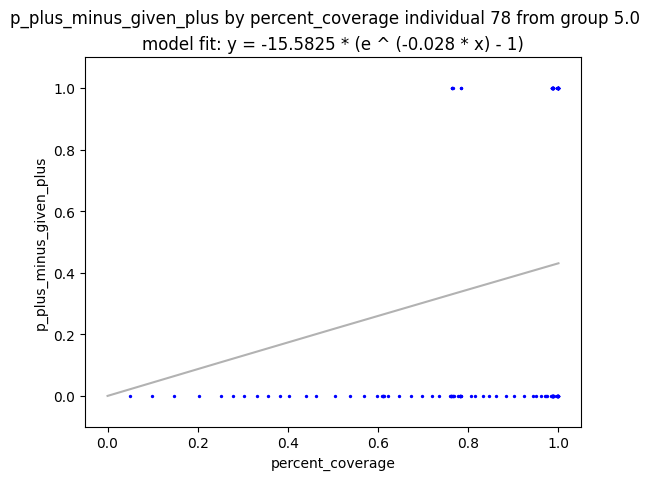 p_plus_minus_given_plus by percent_coverage individual 78 from group 5.0
model fit: y = -15.5825 * (e ^ (-0.028 * x) - 1)
1.0
0.8
0.6
0.4
0.2
0.0
p_plus_minus_given_plus
0.0 0.2 0.4 0.6 0.8 1.0
percent_coverage